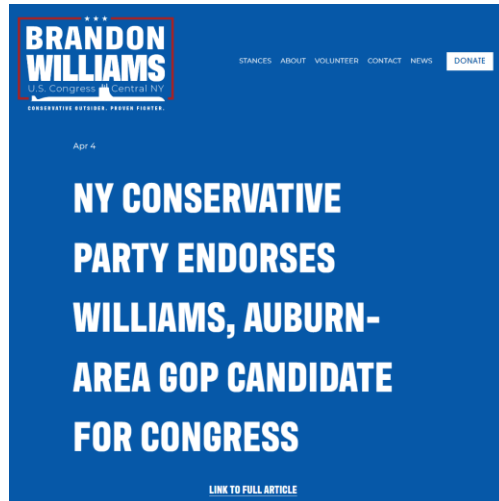 BRANDON
WILLIAMS
U.S. Congress Central NY
CONSERVATIVE OUTSIDER. PROVEN FIGHTER.
STANCES ABOUT VOLUNTEER CONTACT NEWS DONATE
Apr 4
NY CONSERVATIVE
PARTY ENDORSES
WILLIAMS, AUBURN-
AREA GOP CANDIDATE
FOR CONGRESS
LINK TO FULL ARTICLE